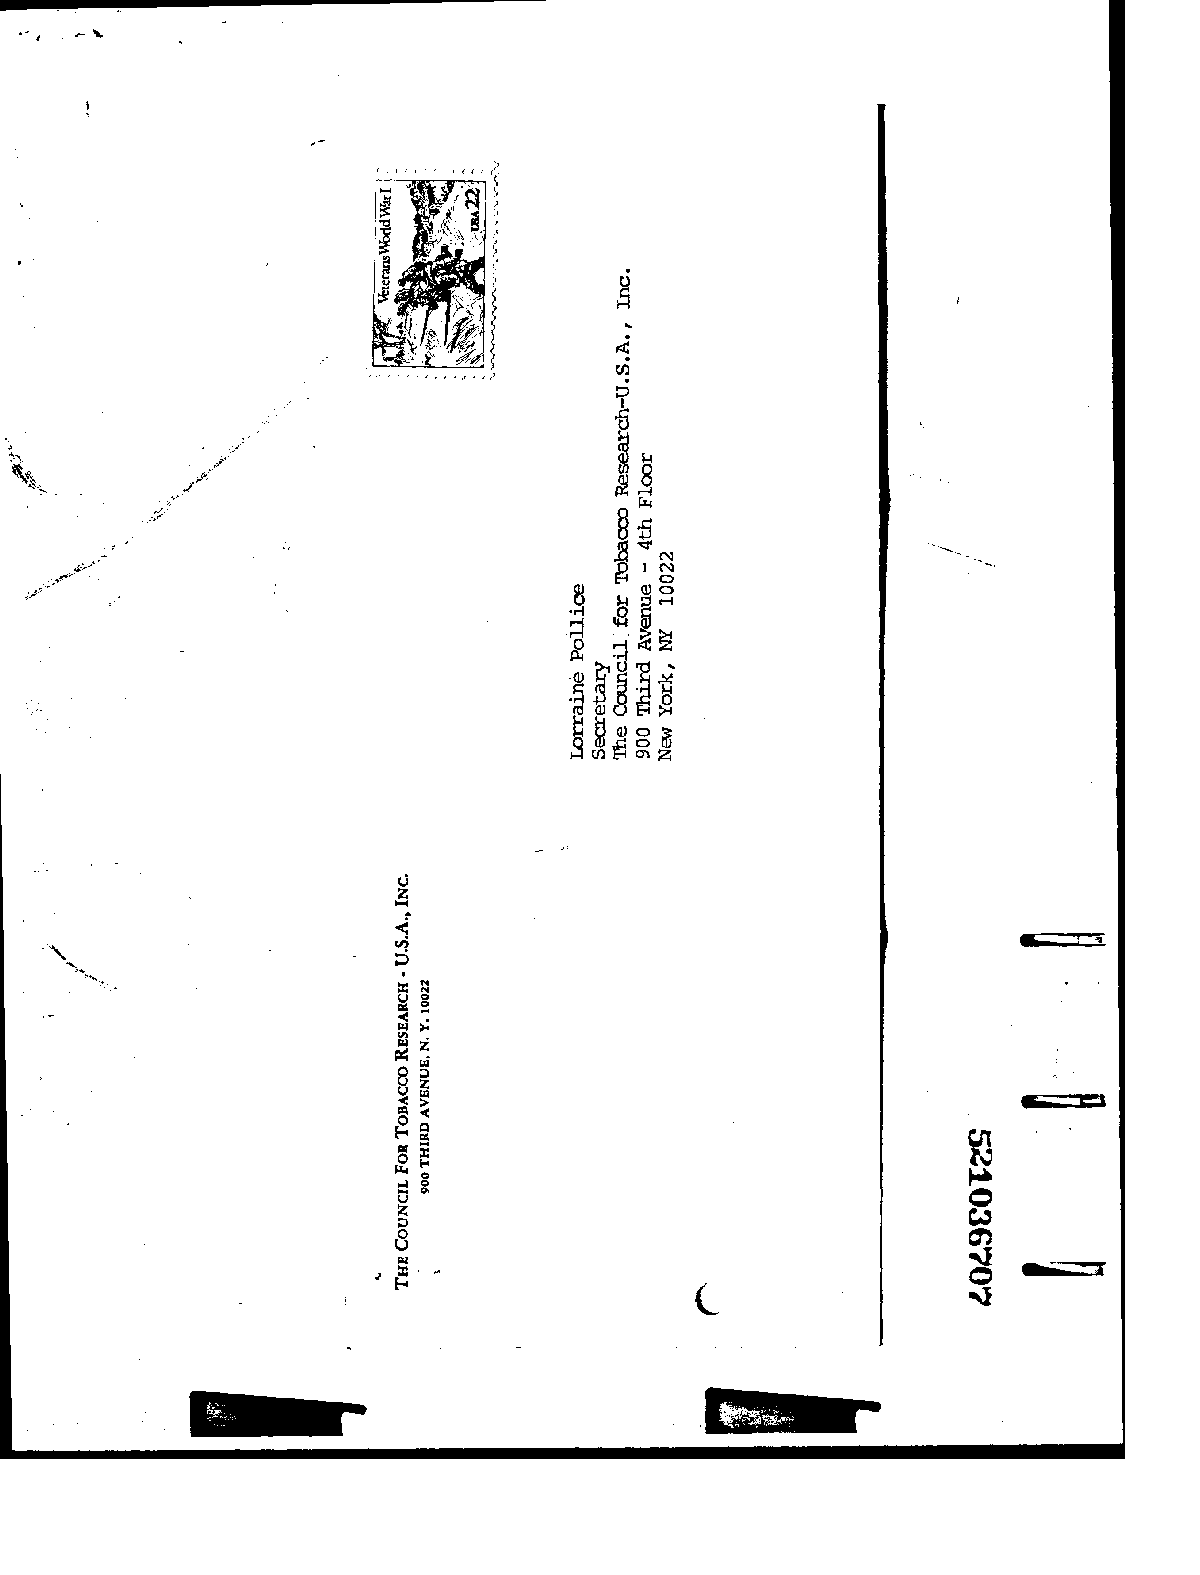 THE COUNCIL FOR TOBACCO RESEARCH - U.S.A., INC.
900 THIRD AVENUE, N. Y. 10022
Veterans World War I
USA 22
Lorraine Pollice
Secretary
The Council for Tobacco Research-U.S.A., Inc.
900 Third Avenue - 4th Floor
New York, NY 10022
521036707